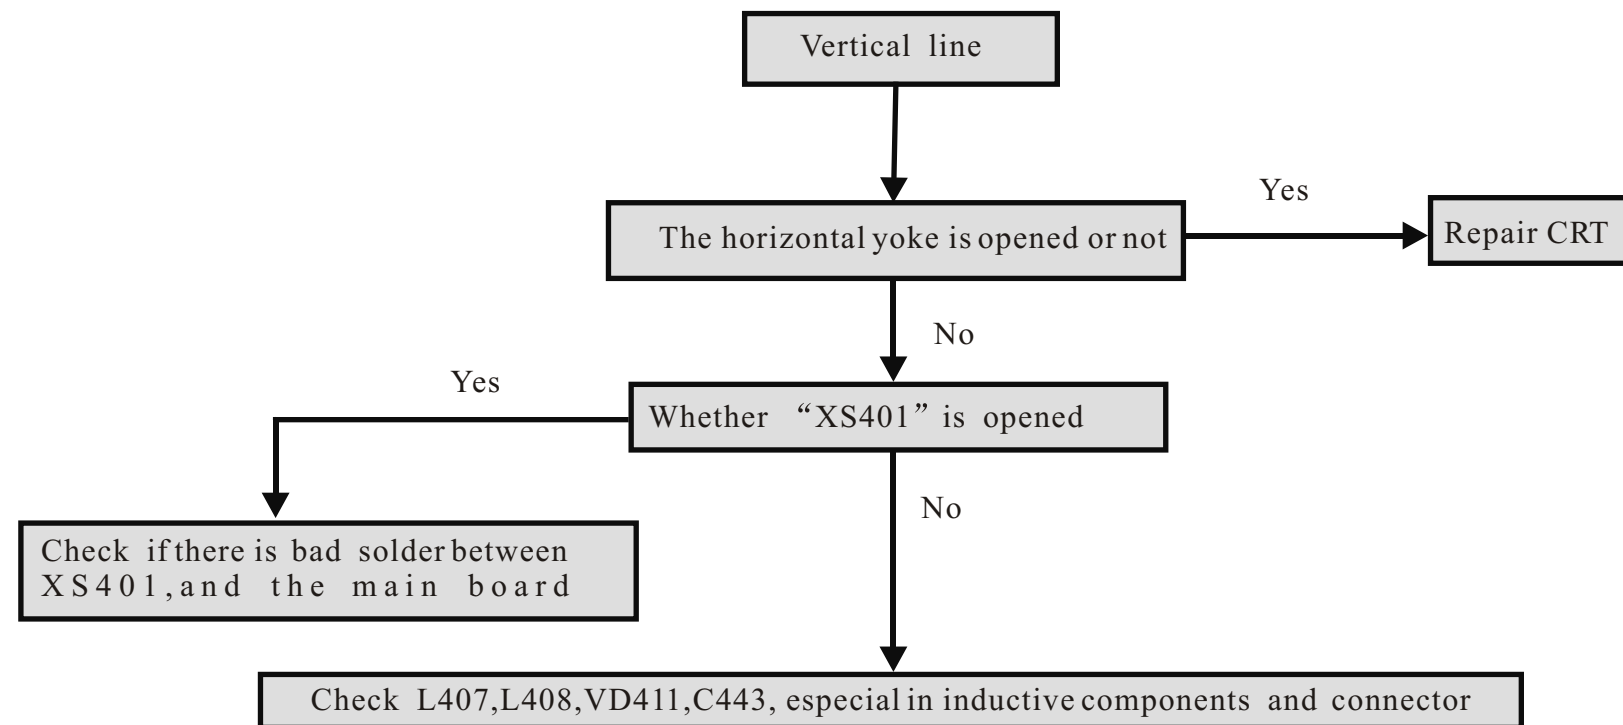 Vertical line
Yes
The horizontal yoke is opened or not
Repair CRT
No
Yes
Whether “XS401” is opened
No
Check if there is bad solder between
XS401,and the main board
Check L407,L408,VD411,C443, especial in inductive components and connector